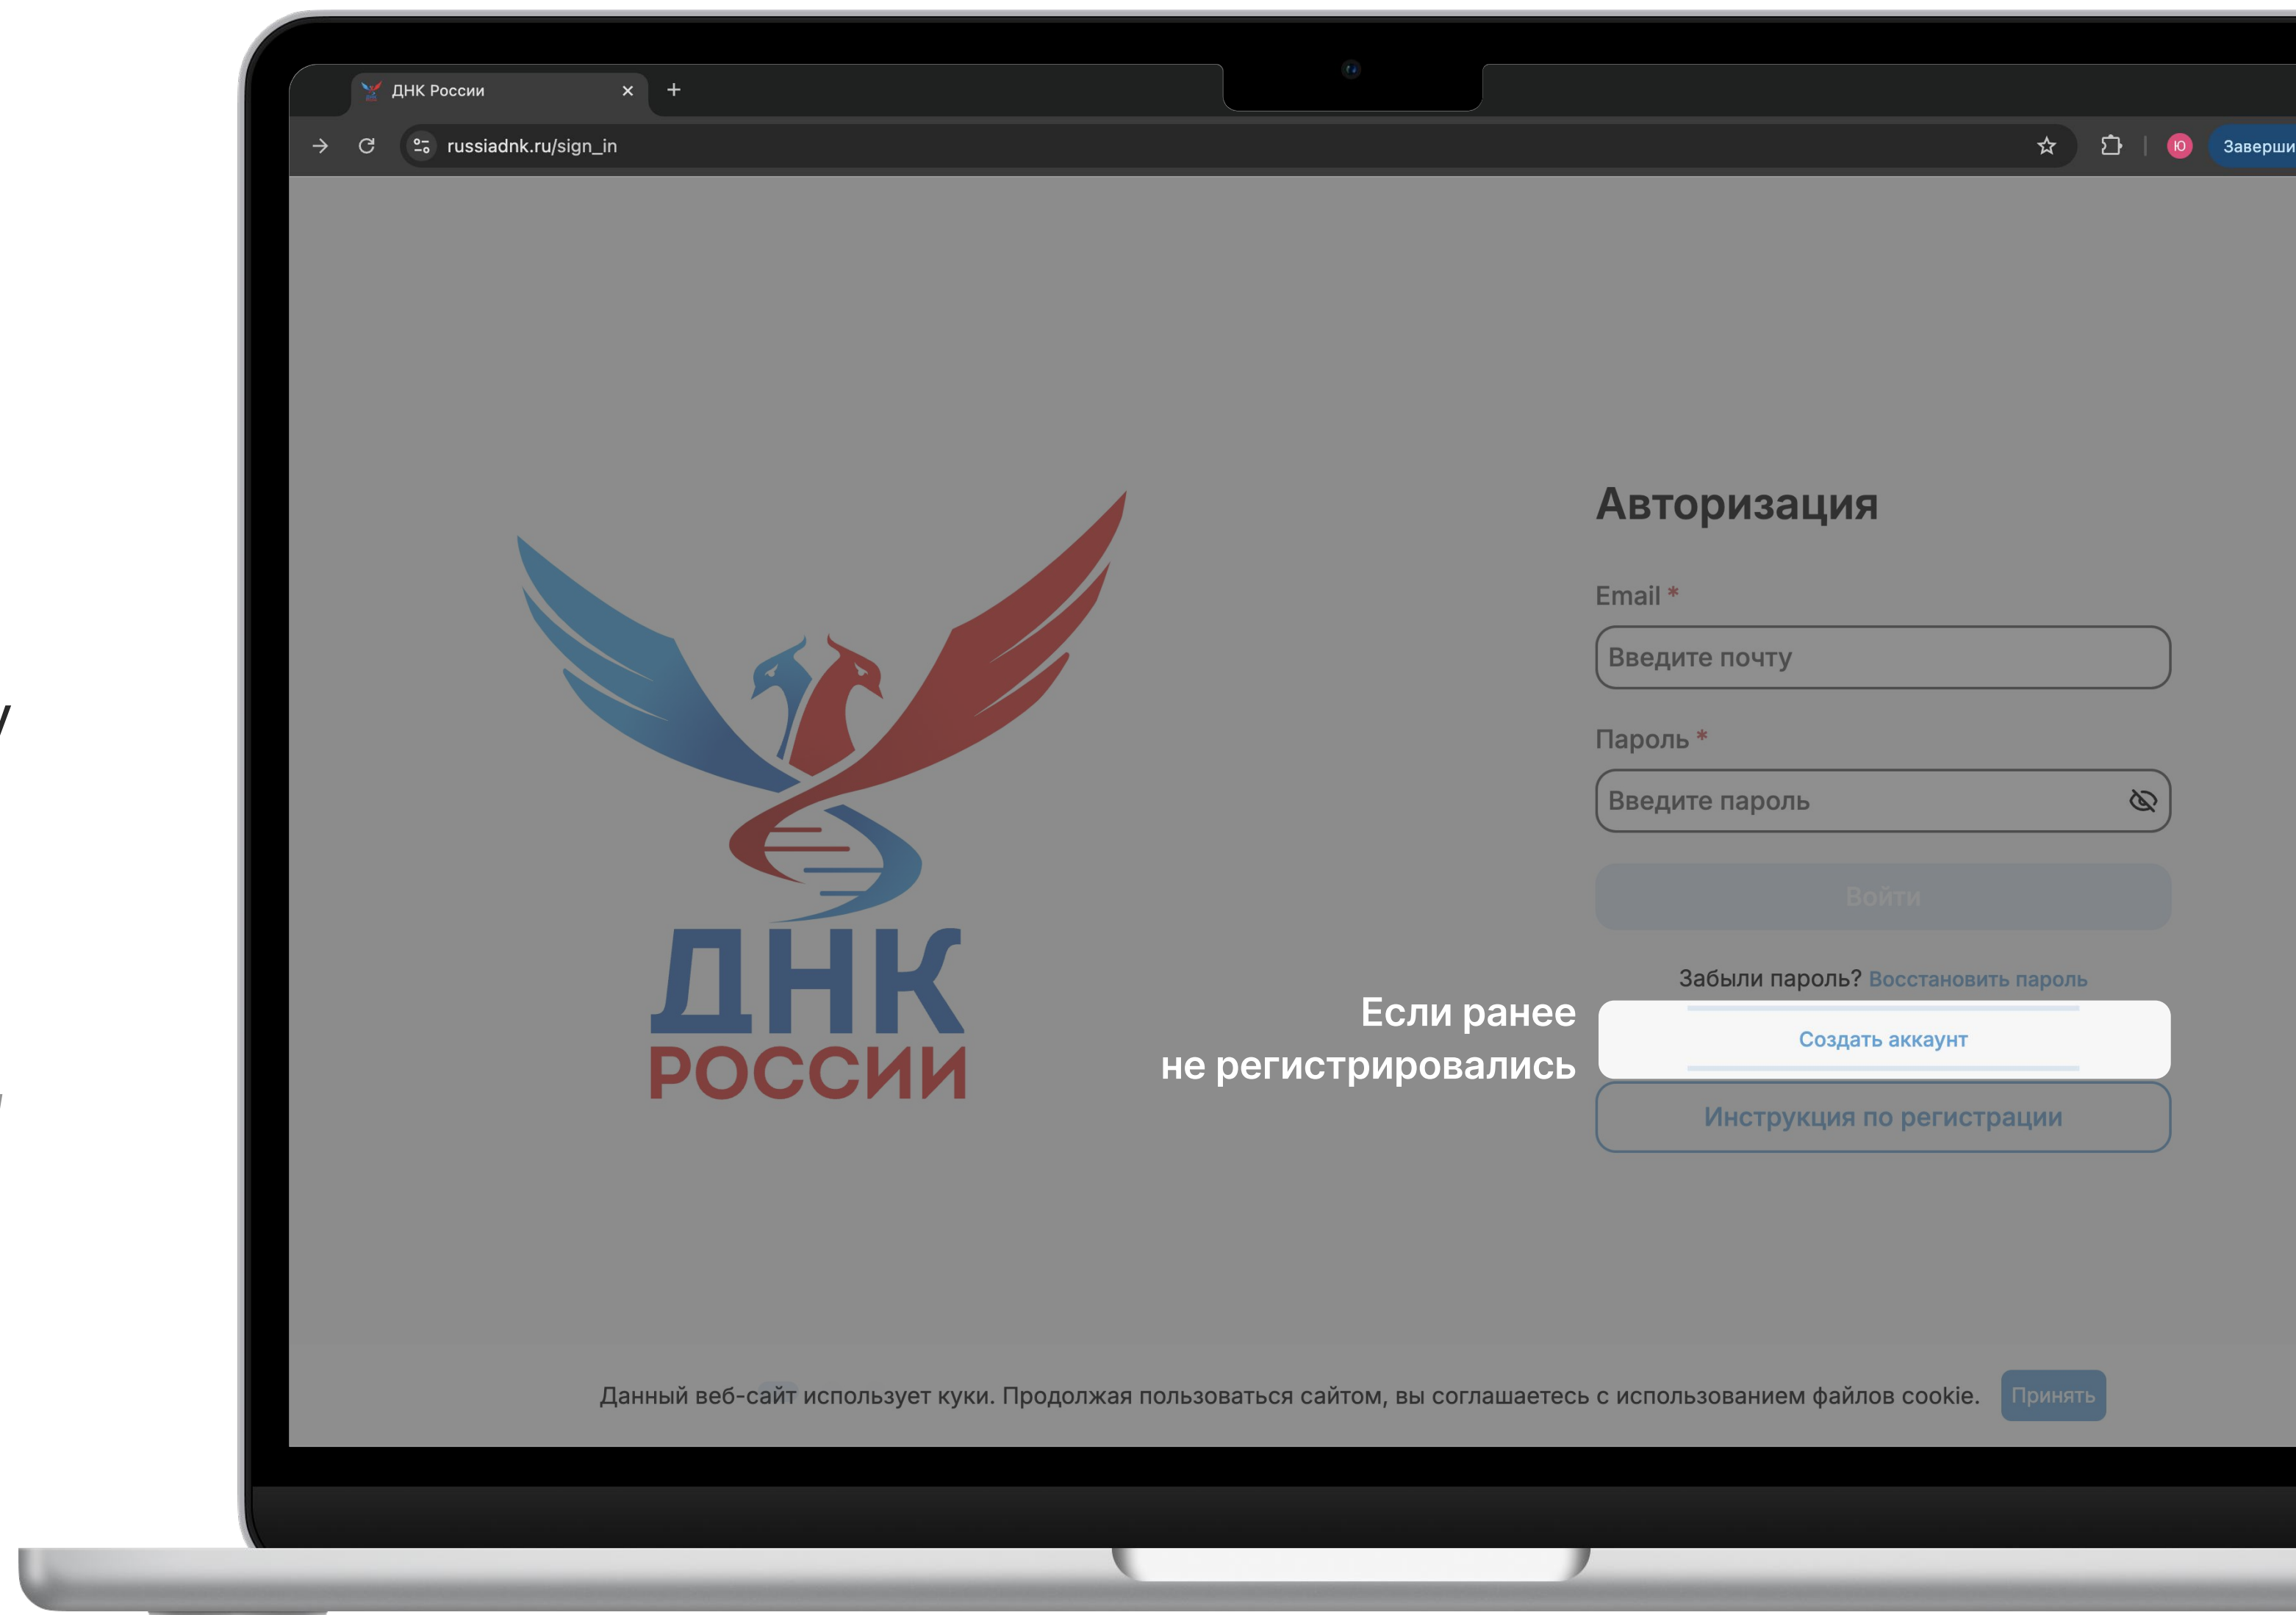 ДНК России
russiadnk.ru/sign_in
Ю
Заверши
Авторизация
Email *
Введите почту
Пароль *
Введите пароль
Войти
Забыли пароль? Восстановить пароль
Если ранее
не регистрировались
Создать аккаунт
Инструкция по регистрации
ДНК
РОССИИ
Данный веб-сайт использует куки. Продолжая пользоваться сайтом, вы соглашаетесь с использованием файлов cookie.
Принять